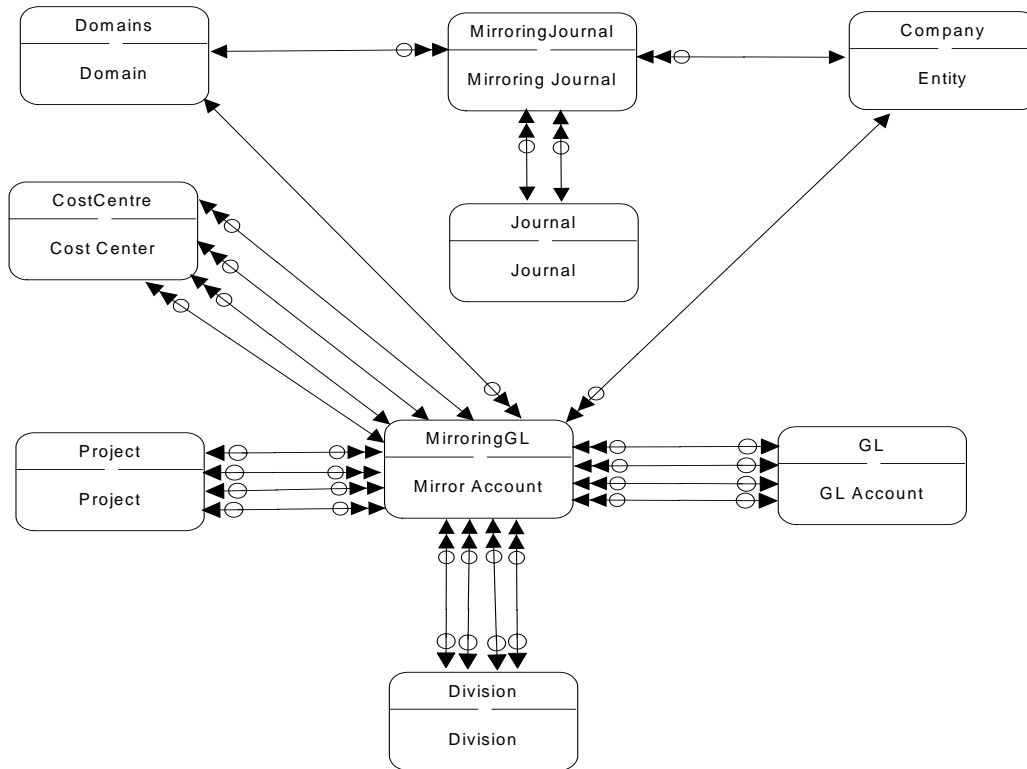 Domains
Domain
MirroringJournal
Mirroring Journal
Company
Entity
CostCentre
Cost Center
Journal
Journal
Project
Project
MirroringGL
Mirror Account
GL
GL Account
Division
Division